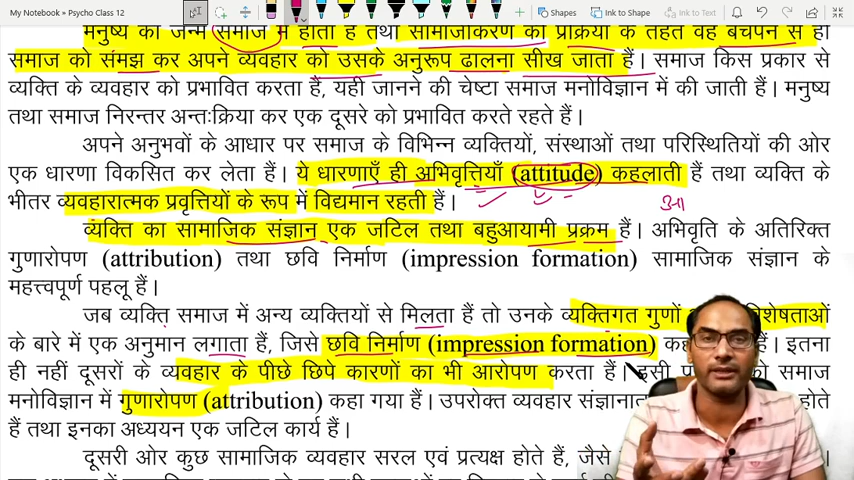 My Notebook » Psycho Class 12
Shapes Ink to Shape Ink to Text
मनुष्य का जन्म समाज में होता है तथा सामाजीकरण की प्रक्रिया के तहत वह बचपन से ही
समाज को समझ कर अपने व्यवहार को उसके अनुरूप ढालना सीख जाता हैं। समाज किस प्रकार से
व्यक्ति के व्यवहार को प्रभावित करता हैं, यही जानने की चेष्टा समाज मनोविज्ञान में की जाती हैं। मनुष्य
तथा समाज निरन्तर अन्तःक्रिया कर एक दूसरे को प्रभावित करते रहते हैं।
अपने अनुभवों के आधार पर समाज के विभिन्न व्यक्तियों, संस्थाओं तथा परिस्थितियों की ओर
एक धारणा विकसित कर लेता हैं। ये धारणाएँ ही अभिवृत्तियाँ (attitude) कहलाती हैं तथा व्यक्ति के
भीतर व्यवहारात्मक प्रवृत्तियों के रूप में विद्यमान रहती हैं।
आ
व्यक्ति का सामाजिक संज्ञान एक जटिल तथा बहुआयामी प्रक्रम हैं। अभिवृति के अतिरिक्त
गुणारोपण (attribution) तथा छवि निर्माण (impression formation) सामाजिक संज्ञान के
महत्त्वपूर्ण पहलू हैं।
जब व्यक्ति समाज में अन्य व्यक्तियों से मिलता हैं तो उनके व्यक्तिगत गुणों विशेषताओं
के बारे में एक अनुमान लगाता हैं, जिसे छवि निर्माण (impression formation) हैं। इतना
ही नहीं दूसरों के व्यवहार के पीछे छिपे कारणों का भी आरोपण करता हैं। इसी को समाज
मनोविज्ञान में गुणारोपण (attribution) कहा गया हैं। उपरोक्त व्यवहार होते
हैं तथा इनका अध्ययन एक जटिल कार्य हैं।
दूसरी ओर कुछ सामाजिक व्यवहार सरल एवं प्रत्यक्ष होते हैं, जैसे